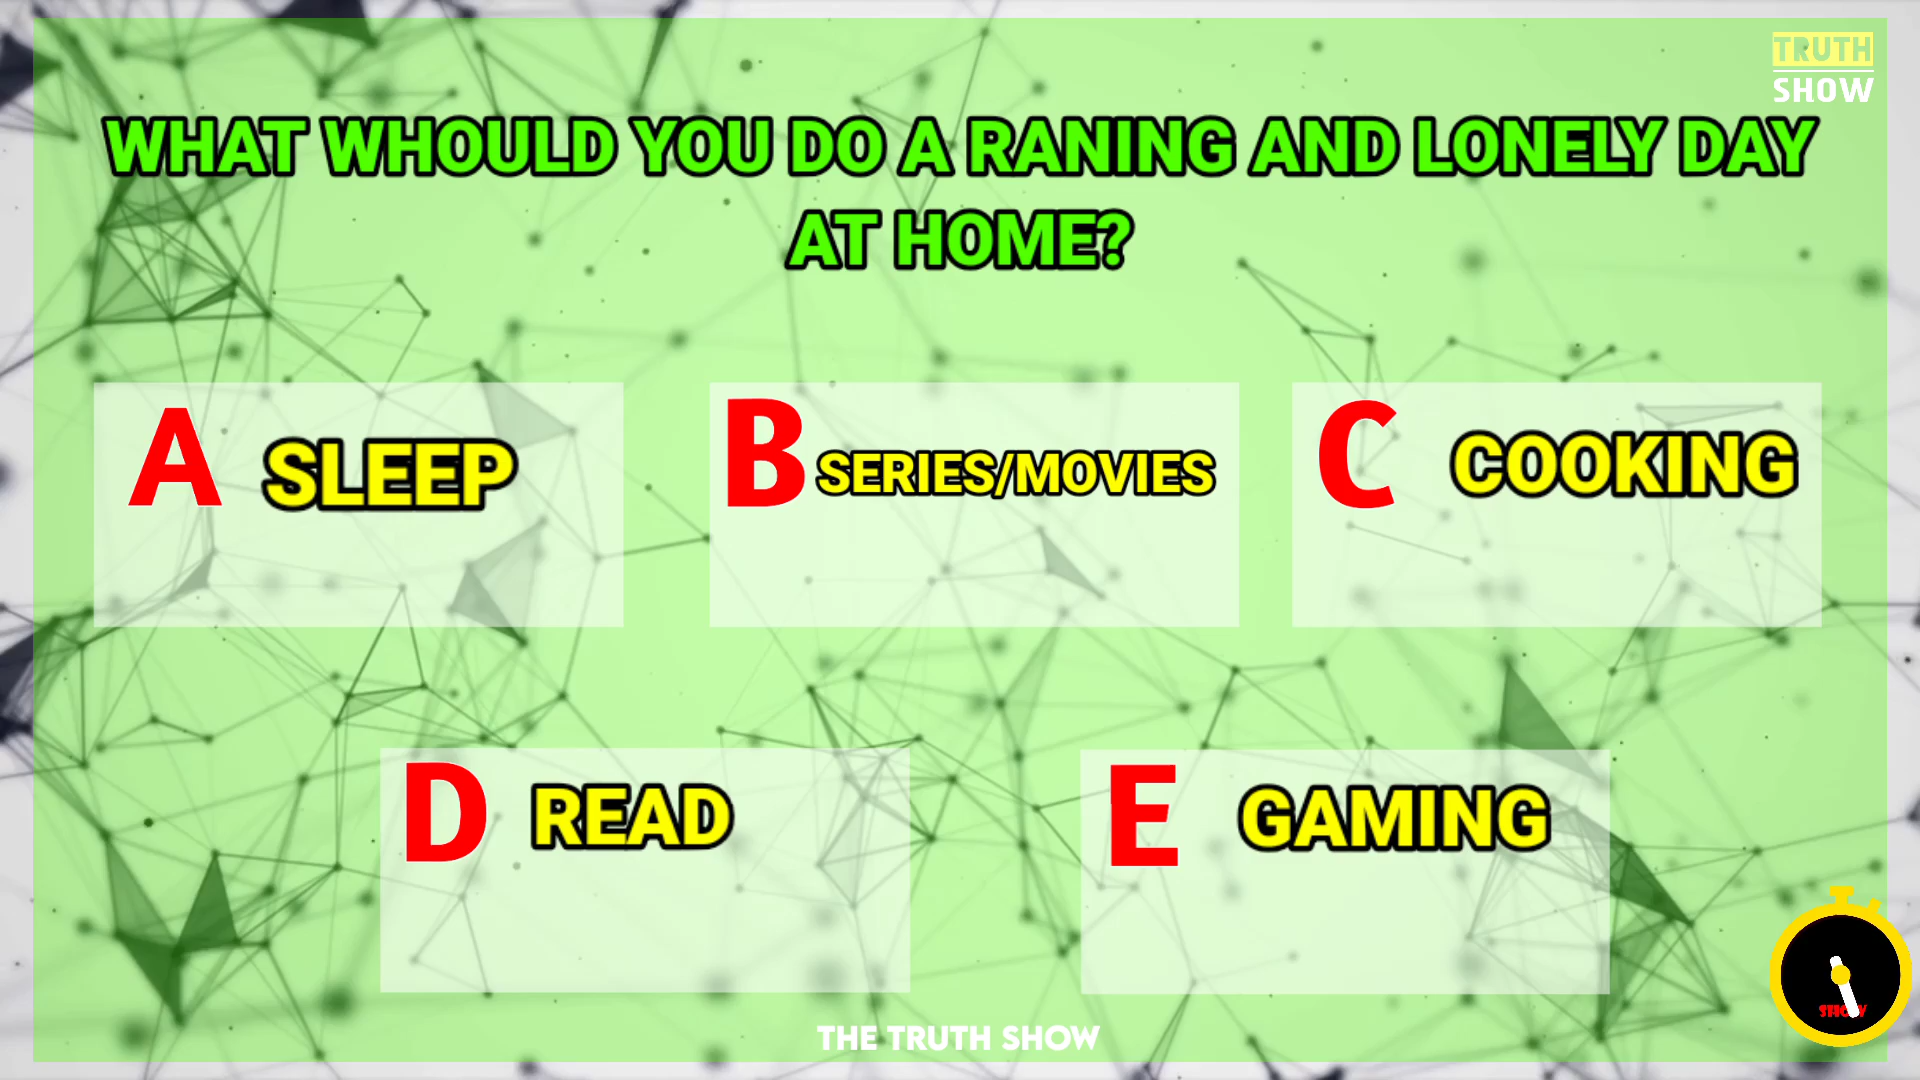 TRUTH
SHOW
WHAT WHOULD YOU DO A RANING AND LONELY DAY
AT HOME?
A SLEEP
B SERIES/MOVIES
C COOKING
D READ
E GAMING
SHOW
THE TRUTH SHOW